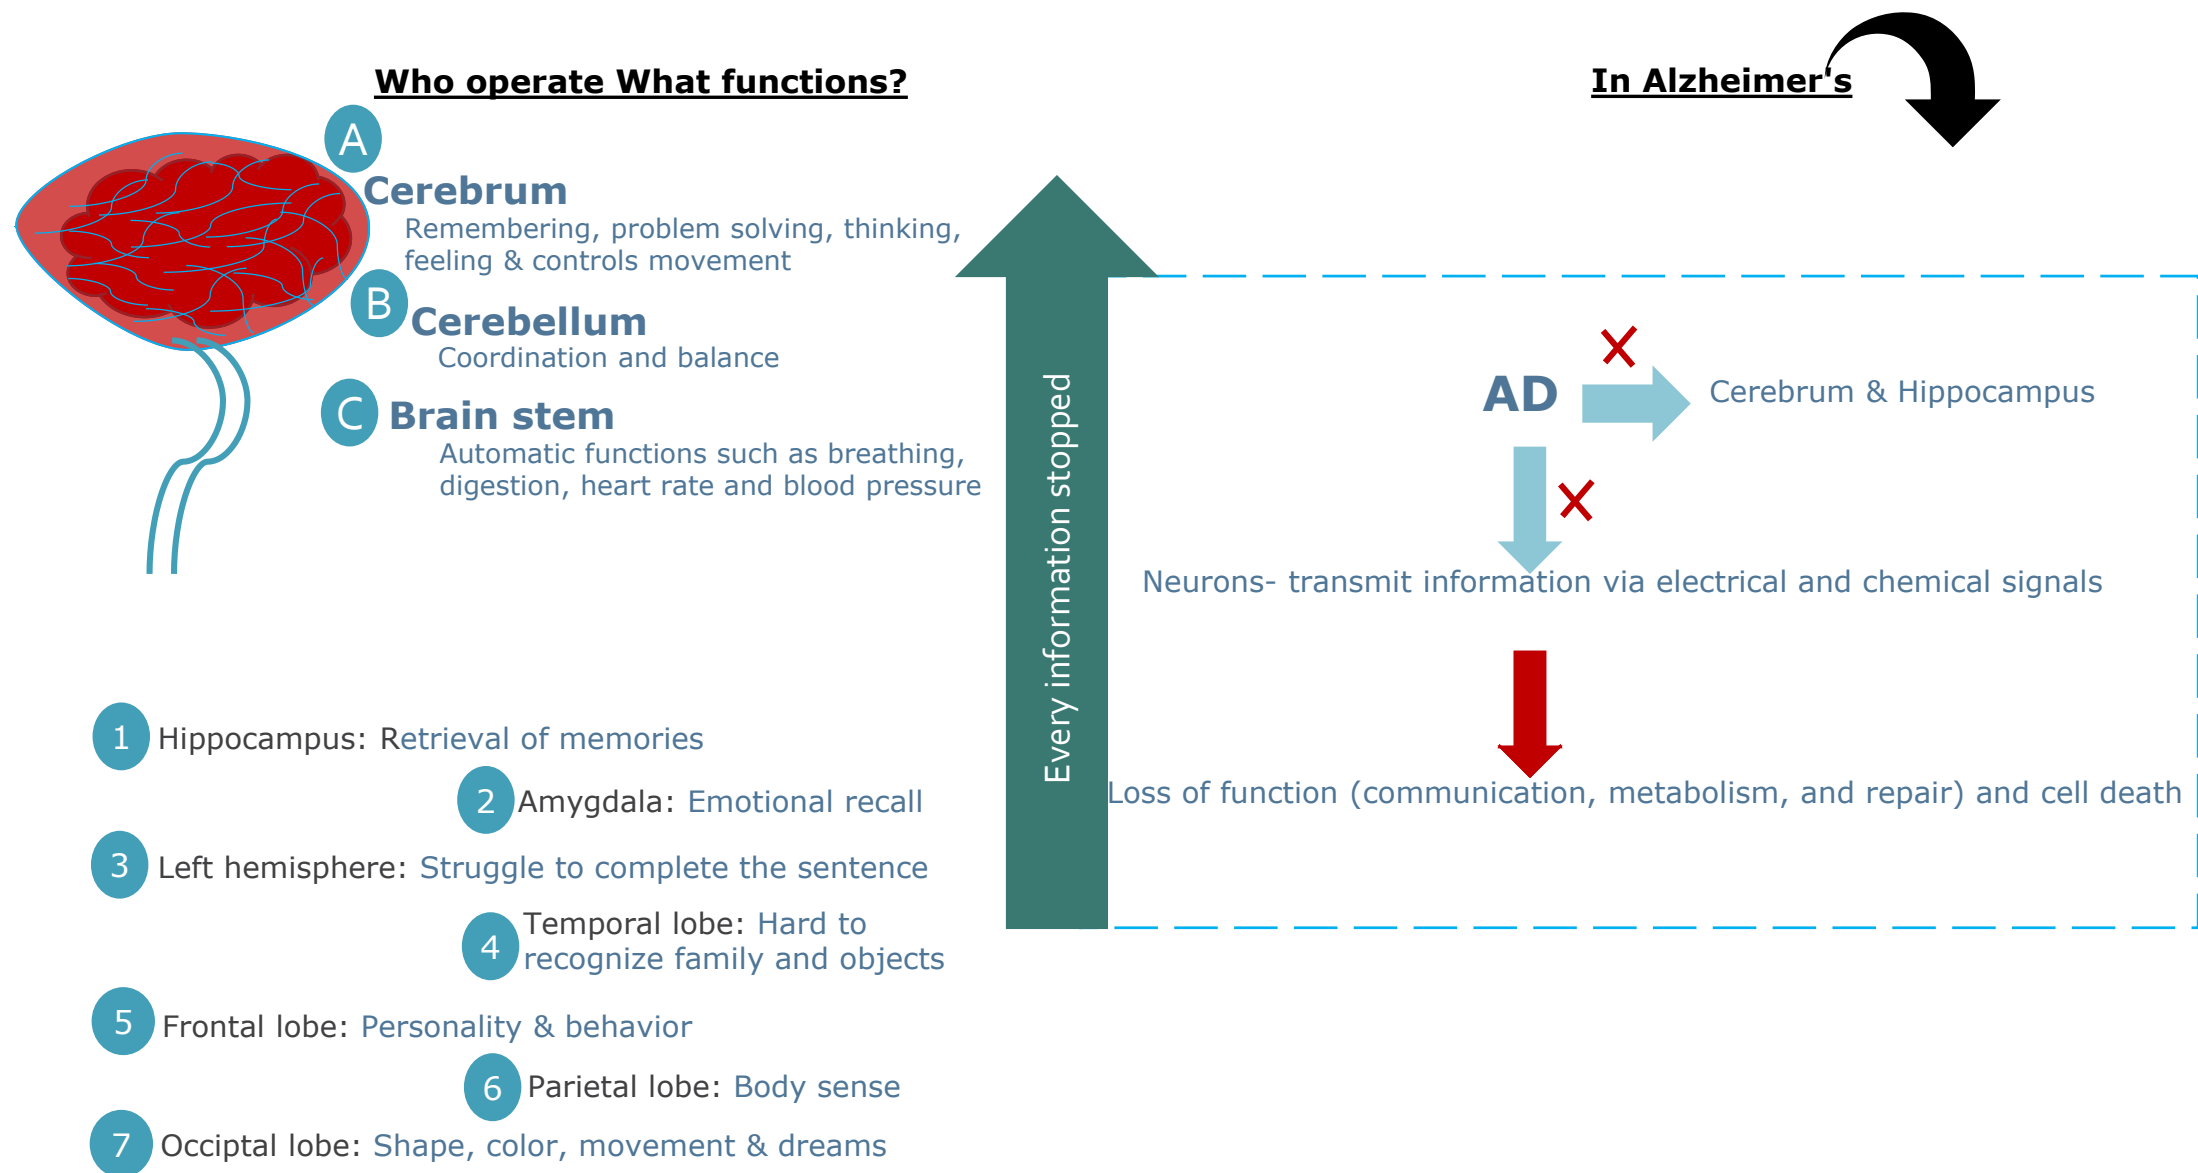 Who operate What functions?
A
Cerebrum
Remembering, problem solving, thinking,
feeling & controls movement
B
Cerebellum
Coordination and balance
C
Brain stem
Automatic functions such as breathing,
digestion, heart rate and blood pressure
1
Hippocampus: Retrieval of memories
2
Amygdala: Emotional recall
3
Left hemisphere: Struggle to complete the sentence
4
Temporal lobe: Hard to
recognize family and objects
5
Frontal lobe: Personality & behavior
6
Parietal lobe: Body sense
7
Occiptal lobe: Shape, color, movement & dreams
Every information stopped
In Alzheimer's
AD
Cerebrum & Hippocampus
Neurons- transmit information via electrical and chemical signals
Loss of function (communication, metabolism, and repair) and cell death